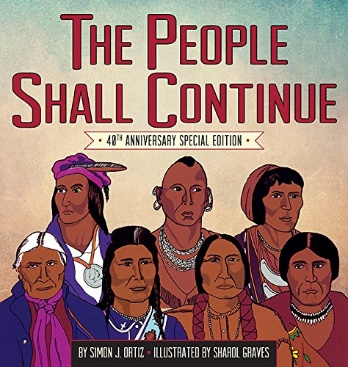 THE PEOPLE
SHALL CONTINUE
• 40TH ANNIVERSARY SPECIAL EDITION •
BY SIMON J. ORTIZ • ILLUSTRATED BY SHAROL GRAVES